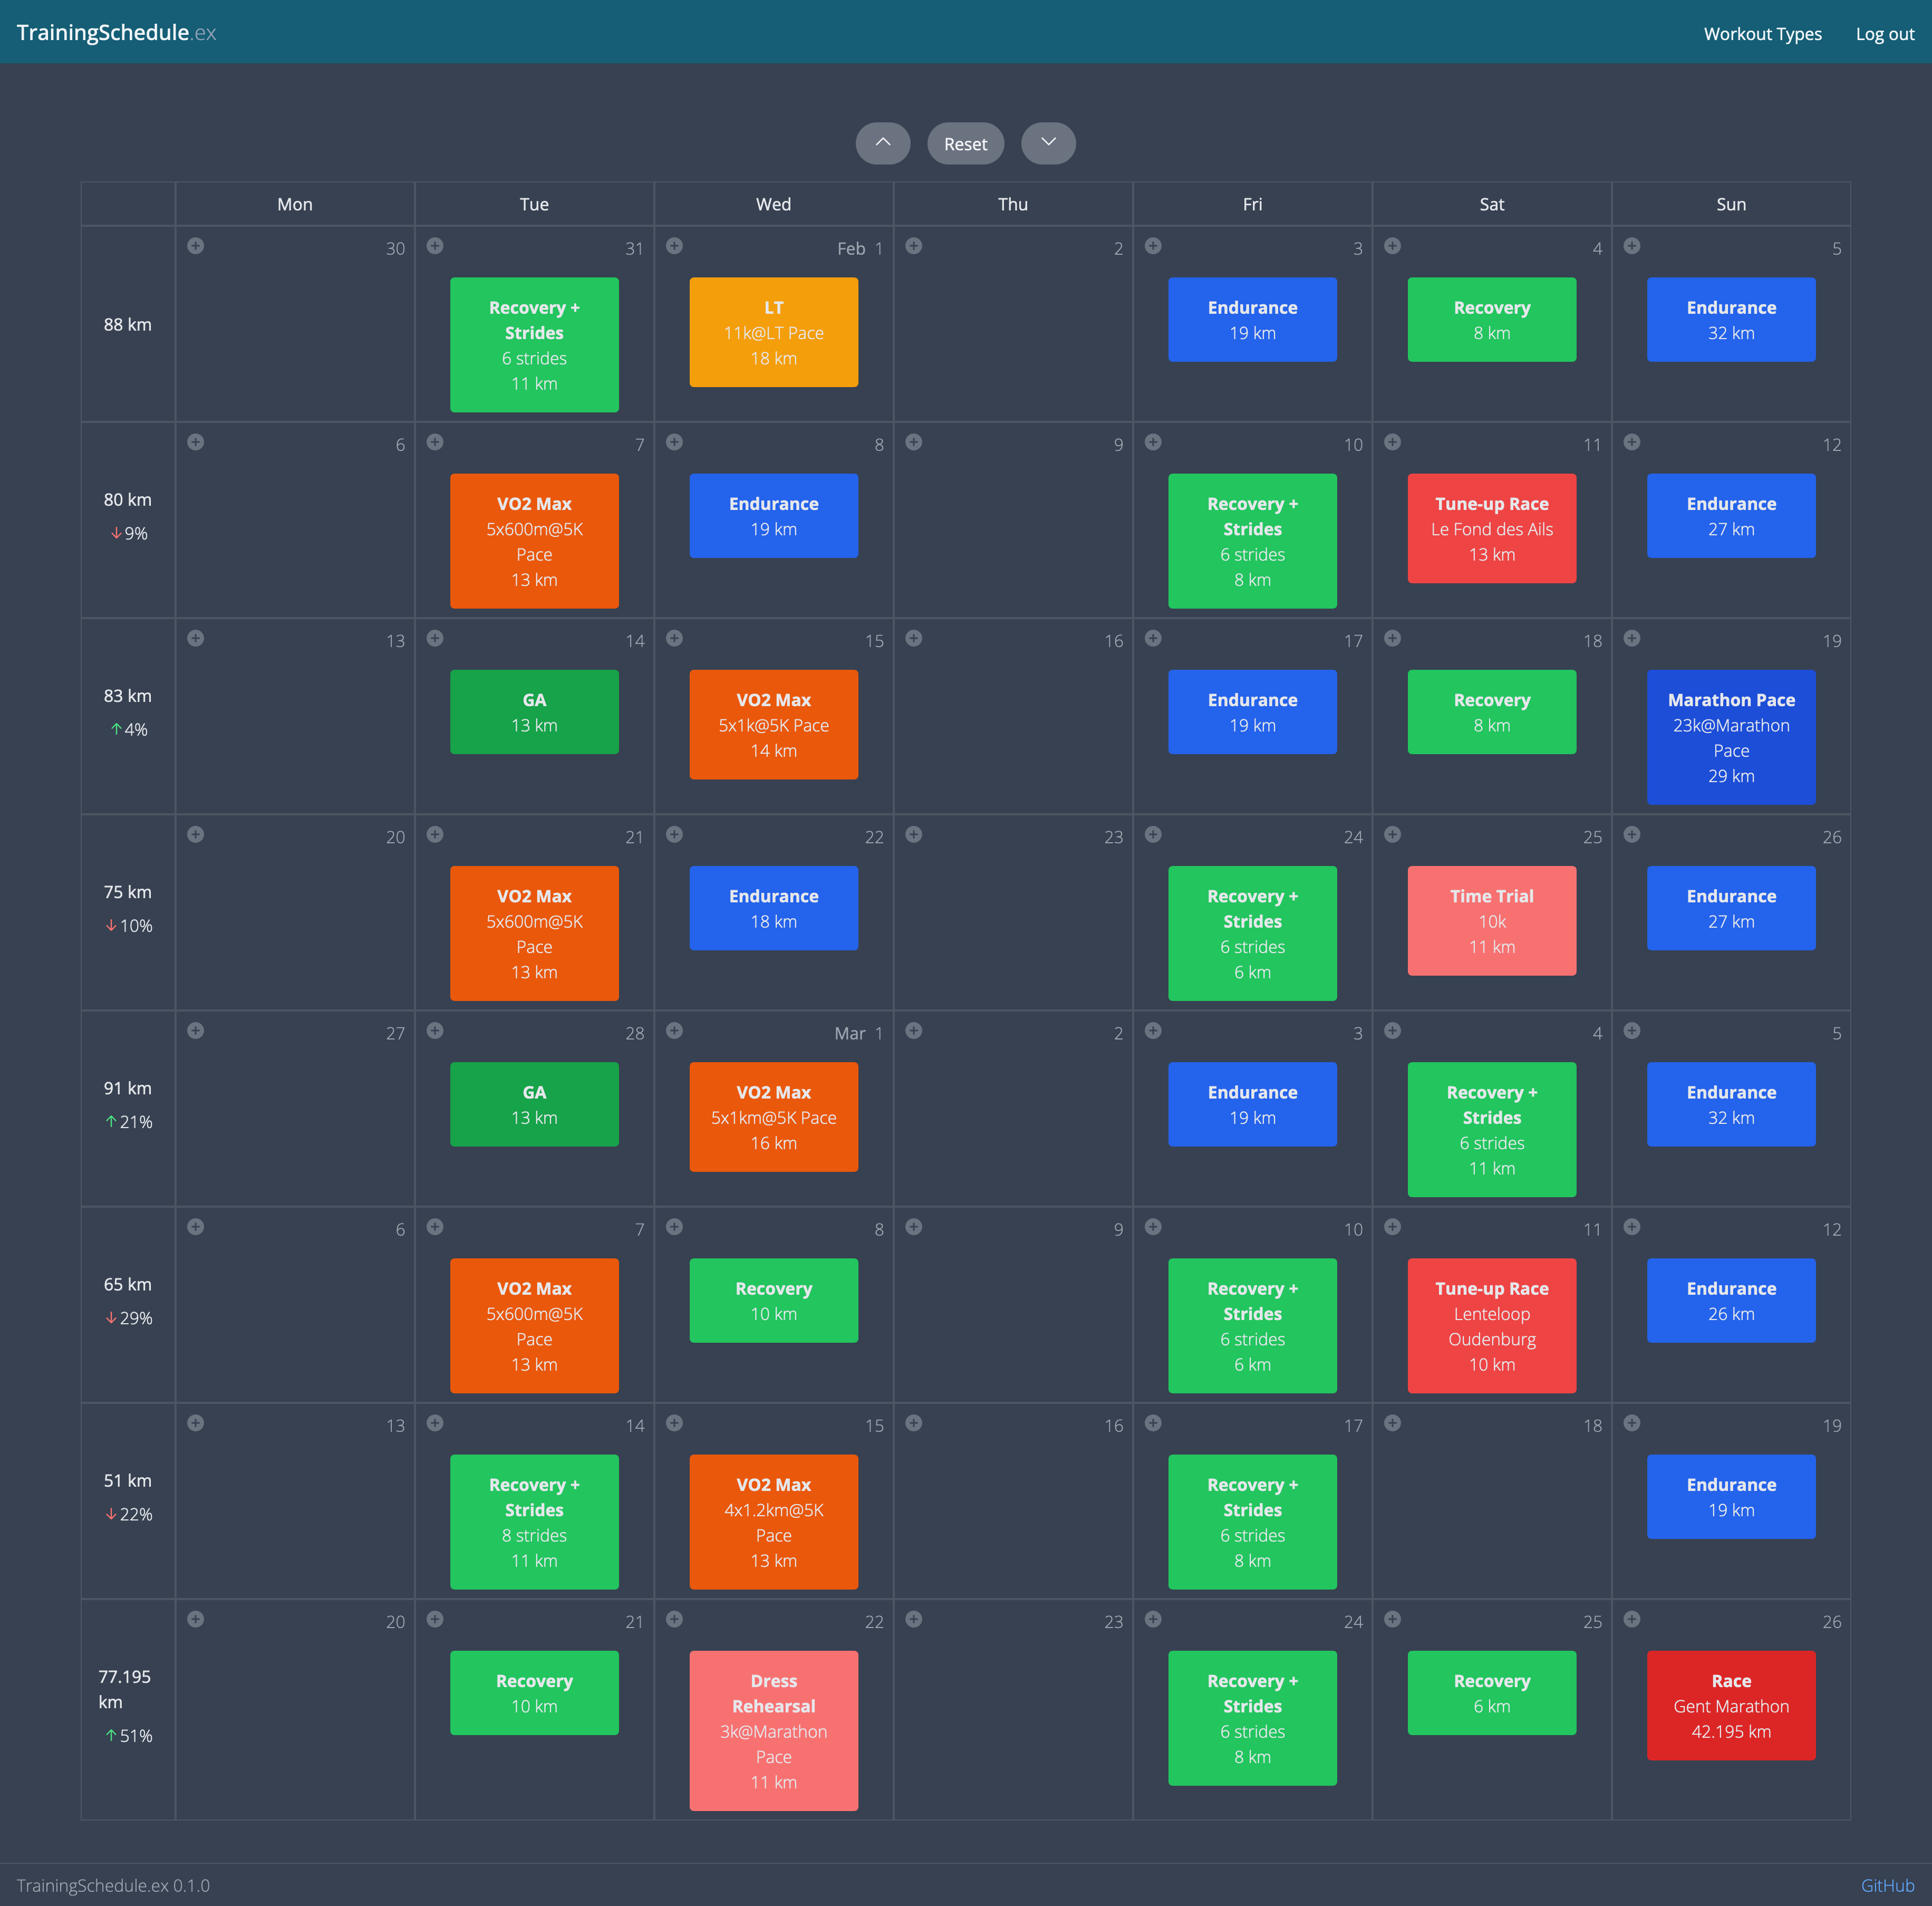 TrainingSchedule.ex
Workout Types
Log out
Reset
Mon
Tue
Wed
Thu
Fri
Sat
Sun
88 km
30
31
Recovery +
Strides
6 strides
11 km
Feb 1
LT
11k@LT Pace
18 km
2
3
Endurance
19 km
4
Recovery
8 km
5
Endurance
32 km
80 km
↓9%
6
7
VO2 Max
5x600m@5K
Pace
13 km
8
Endurance
19 km
9
10
Recovery +
Strides
6 strides
8 km
11
Tune-up Race
Le Fond des Ails
13 km
12
Endurance
27 km
83 km
↑4%
13
14
GA
13 km
15
VO2 Max
5x1k@5K Pace
14 km
16
17
Endurance
19 km
18
Recovery
8 km
19
Marathon Pace
23k@Marathon
Pace
29 km
75 km
↓10%
20
21
VO2 Max
5x600m@5K
Pace
13 km
22
Endurance
18 km
23
24
Recovery +
Strides
6 strides
6 km
25
Time Trial
10k
11 km
26
Endurance
27 km
91 km
↑21%
27
28
GA
13 km
Mar 1
VO2 Max
5x1km@5K Pace
16 km
2
3
Endurance
19 km
4
Recovery +
Strides
6 strides
11 km
5
Endurance
32 km
65 km
↓29%
6
7
VO2 Max
5x600m@5K
Pace
13 km
8
Recovery
10 km
9
10
Recovery +
Strides
6 strides
6 km
11
Tune-up Race
Lenteloop
Oudenburg
10 km
12
Endurance
26 km
51 km
↓22%
13
14
Recovery +
Strides
8 strides
11 km
15
VO2 Max
4x1.2km@5K
Pace
13 km
16
17
Recovery +
Strides
6 strides
8 km
18
19
Endurance
19 km
77.195
km
↑51%
20
21
Recovery
10 km
22
Dress
Rehearsal
3k@Marathon
Pace
11 km
23
24
Recovery +
Strides
6 strides
8 km
25
Recovery
6 km
26
Race
Gent Marathon
42.195 km
TrainingSchedule.ex 0.1.0
GitHub